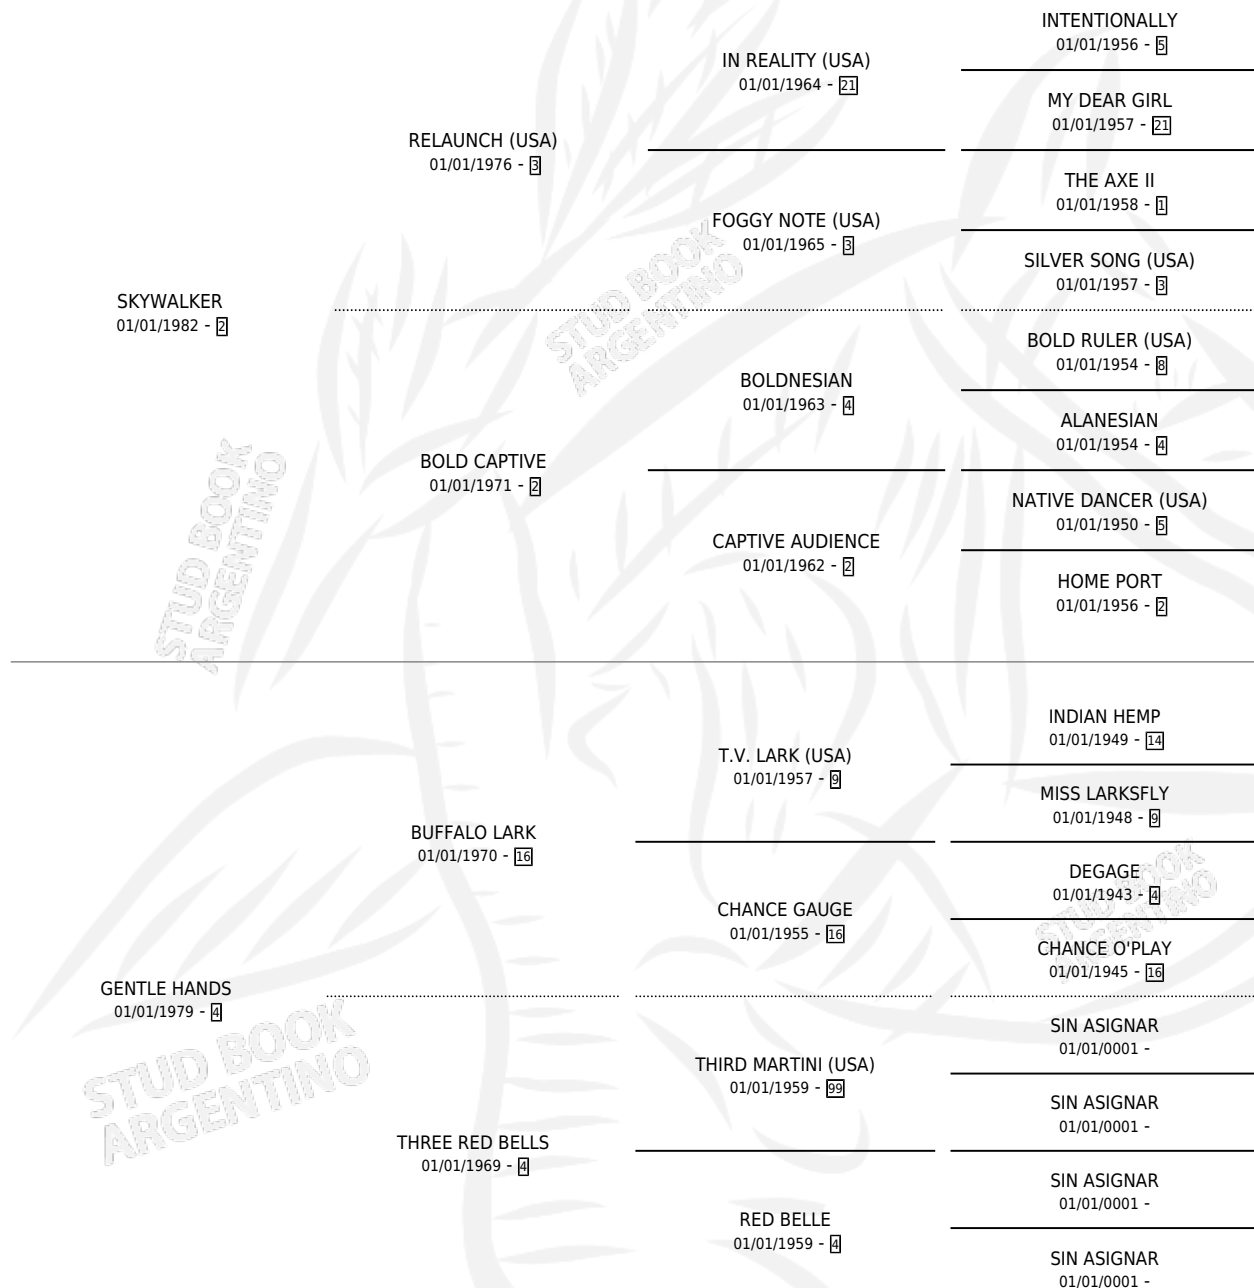 INTENTIONALLY
01/01/1956 - 5
IN REALITY (USA)
01/01/1964 - 21
MY DEAR GIRL
01/01/1957 - 21
RELAUNCH (USA)
01/01/1976 - 3
THE AXE II
01/01/1958 - 1
FOGGY NOTE (USA)
01/01/1965 - 3
SILVER SONG (USA)
01/01/1957 - 3
SKYWALKER
01/01/1982 - 2
STUD BOOK
ARGENTINO
BOLD RULER (USA)
01/01/1954 - 8
BOLDNESIAN
01/01/1963 - 4
ALANESIAN
01/01/1954 - 4
BOLD CAPTIVE
01/01/1971 - 2
NATIVE DANCER (USA)
01/01/1950 - 5
CAPTIVE AUDIENCE
01/01/1962 - 2
HOME PORT
01/01/1956 - 2
STUD BOOK
ARGENTINO
INDIAN HEMP
01/01/1949 - 14
T.V. LARK (USA)
01/01/1957 - 9
MISS LARKSFLY
01/01/1948 - 9
BUFFALO LARK
01/01/1970 - 16
DEGAGE
01/01/1943 - 4
CHANCE GAUGE
01/01/1955 - 16
CHANCE O'PLAY
01/01/1945 - 16
STUD BOOK
ARGENTINO
GENTLE HANDS
01/01/1979 - 4
STUD BOOK
ARGENTINO
SIN ASIGNAR
01/01/0001 -
THIRD MARTINI (USA)
01/01/1959 - 99
SIN ASIGNAR
01/01/0001 -
THREE RED BELLS
01/01/1969 - 4
SIN ASIGNAR
01/01/0001 -
RED BELLE
01/01/1959 - 4
SIN ASIGNAR
01/01/0001 -